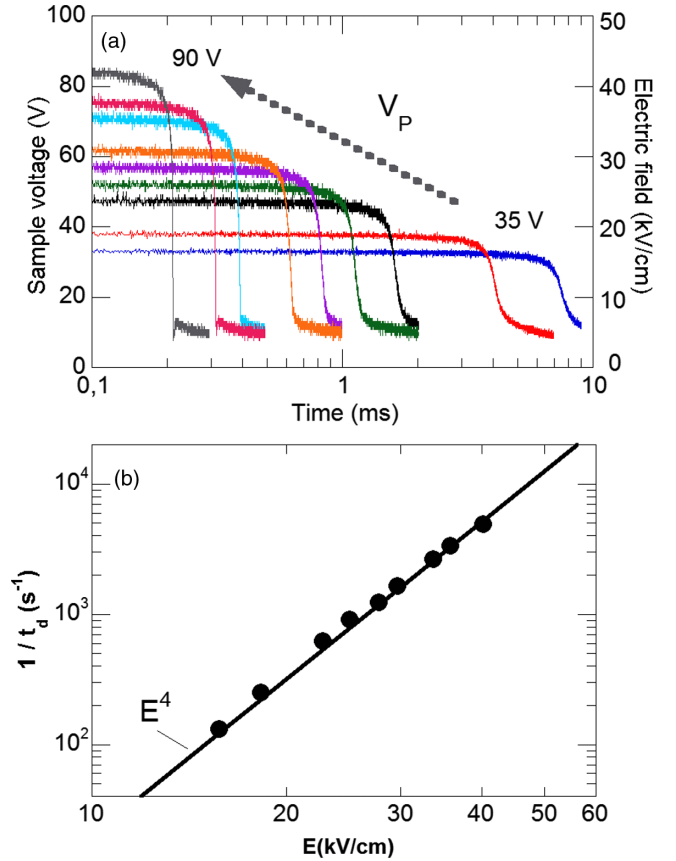 (a)
90 V
V_P
35 V
Sample voltage (V)
100
80
60
40
20
0
Electric field (kV/cm)
50
40
30
20
10
0
0,1
1
10
Time (ms)
(b)
E^4
1 / t_d (s^-1)
10^4
10^3
10^2
10
20
30
40
50
60
E(kV/cm)